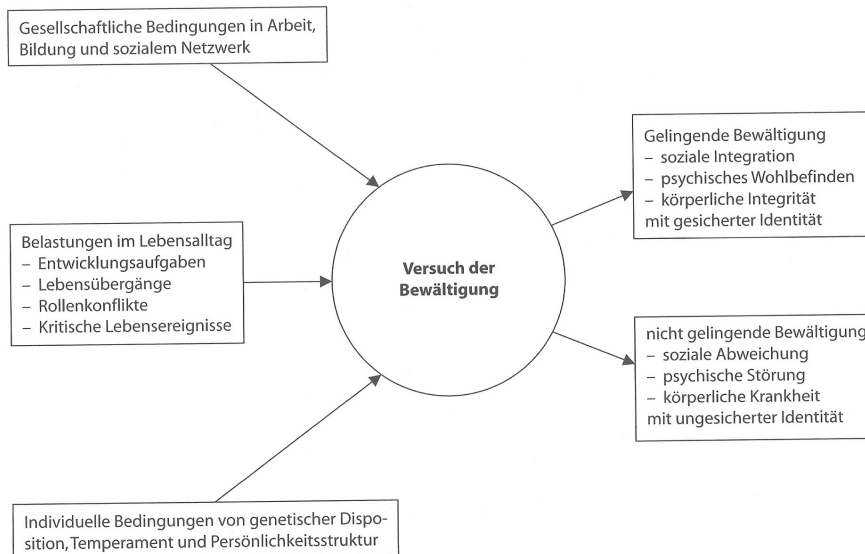 Gesellschaftliche Bedingungen in Arbeit,
Bildung und sozialem Netzwerk
Gelingende Bewältigung
– soziale Integration
– psychisches Wohlbefinden
– körperliche Integrität
mit gesicherter Identität
Belastungen im Lebensalltag
– Entwicklungsaufgaben
– Lebensübergänge
– Rollenkonflikte
– Kritische Lebensereignisse
Versuch der
Bewältigung
nicht gelingende Bewältigung
– soziale Abweichung
– psychische Störung
– körperliche Krankheit
mit ungesicherter Identität
Individuelle Bedingungen von genetischer Dispo-
sition, Temperament und Persönlichkeitsstruktur